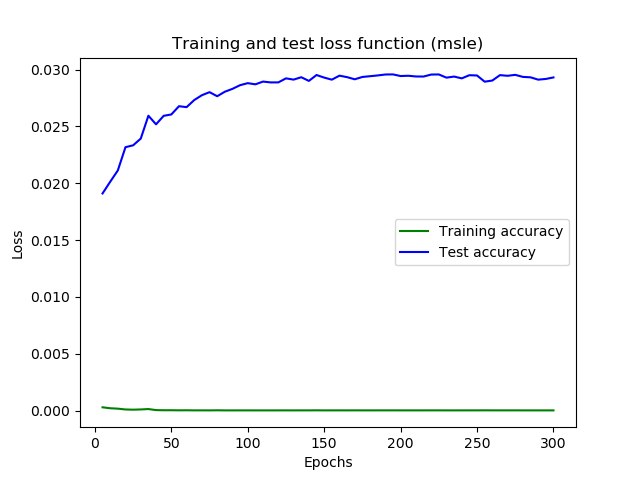 Training and test loss function (msle)
0.030
0.025
0.020
0.015
0.010
0.005
0.000
Loss
Training accuracy
Test accuracy
0 50 100 150 200 250 300
Epochs